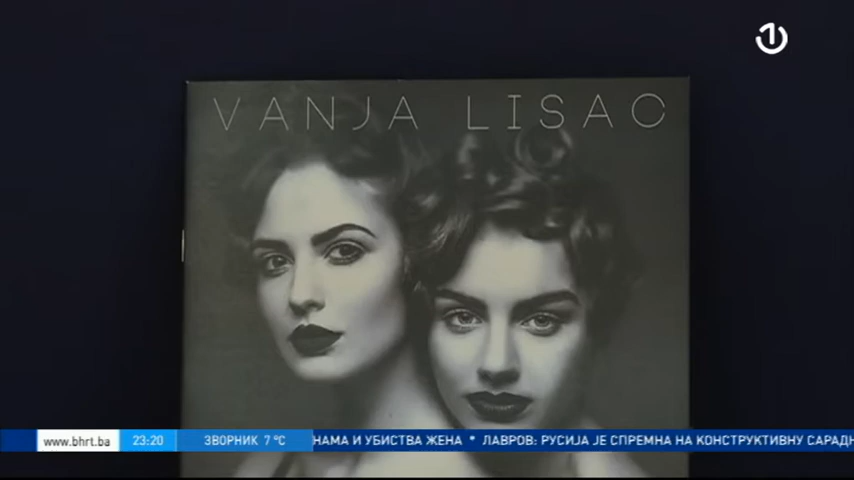 VANJA LISAC
www.bhrt.ba 23:20 ЗВОРНИК 7°C НАМА И УБИСТВА ЖЕНА * ЛАВРОВ: РУСИЈА ЈЕ СПРЕМНА НА КОНСТРУКТИВНУ САРАДН